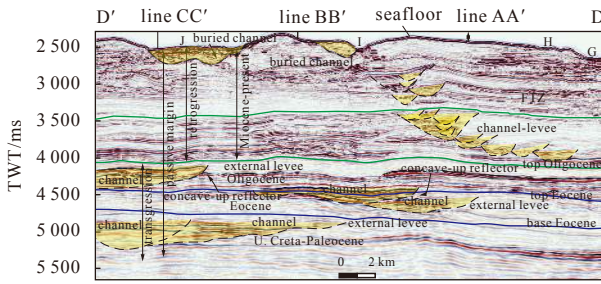 D′ line CC′ line BB′ seafloor line AA′ D
2 500
3 000
3 500
4 000
4 500
5 000
5 500
TWT/ms
J buried channel I H G
buried channel
passive margin
retrogression
Miocene-present
channel-levee
external levee top Oligocene
channel Oligocene concave-up reflector
concave-up reflector channel top Eocene
Eocene channel external levee
transgression
channel channel external levee base Eocene
U. Creta-Paleocene
0 2 km